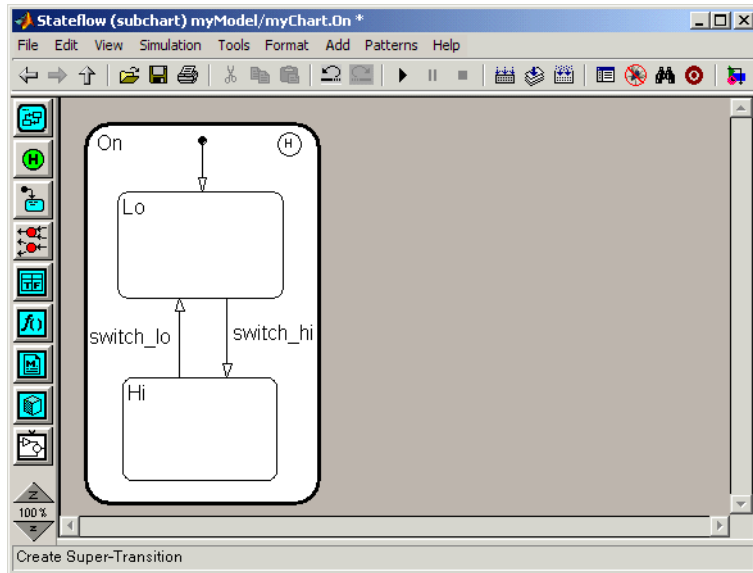 Stateflow (subchart) myModel/myChart.On *
File Edit View Simulation Tools Format Add Patterns Help
On
H
H
Lo
TF
f()
switch_lo
switch_hi
M
Hi
Z
100 %
Z
Create Super-Transition